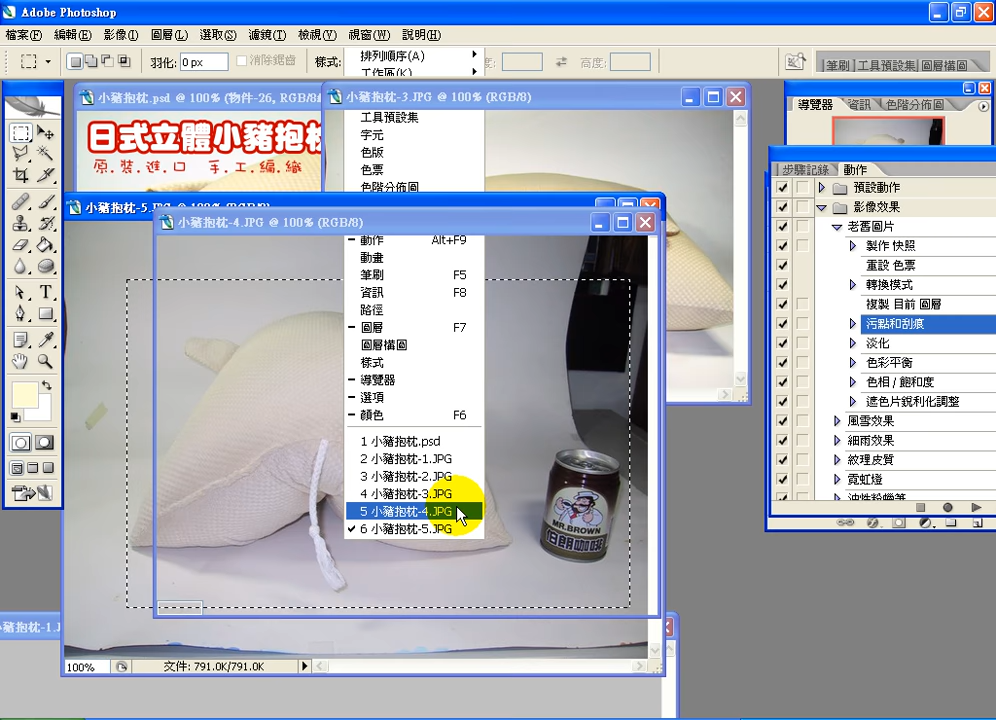 Adobe Photoshop
檔案(F) 編輯(E) 影像(I) 圖層(L) 選取(S) 濾鏡(T) 檢視(V) 視窗(W) 說明(H)
羽化: 0 px 消除鋸齒 樣式: 度: 高度: 筆刷 工具預設集 圖層構圖
排列順序(A)
工作區(K)
工具預設集
字元
色版
色票
色階分佈圖
動作 Alt+F9
動畫
筆刷 F5
資訊 F8
路徑
圖層 F7
圖層構圖
樣式
導覽器
選項
顏色 F6
1 小豬抱枕.psd
2 小豬抱枕-1.JPG
3 小豬抱枕-2.JPG
4 小豬抱枕-3.JPG
5 小豬抱枕-4.JPG
6 小豬抱枕-5.JPG
小豬抱枕.psd @ 100% (物件-26, RGB/8
小豬抱枕-3.JPG @ 100% (RGB/8)
日式立體小豬抱枕
原.裝.進.口 手.工.編.織
小豬抱枕-5.JPG @ 100% (RGB/8)
小豬抱枕-4.JPG @ 100% (RGB/8)
MR.BROWN
伯朗咖啡
小豬抱枕-1.J
100% 文件: 791.0K/791.0K
導覽器 資訊 色階分佈圖
步驟記錄 動作
預設動作
影像效果
老舊圖片
製作 快照
重設 色票
轉換模式
複製 目前 圖層
污點和刮痕
淡化
色彩平衡
色相 / 飽和度
遮色片銳利化調整
風雪效果
細雨效果
紋理皮質
霓虹燈
油性粉蠟筆